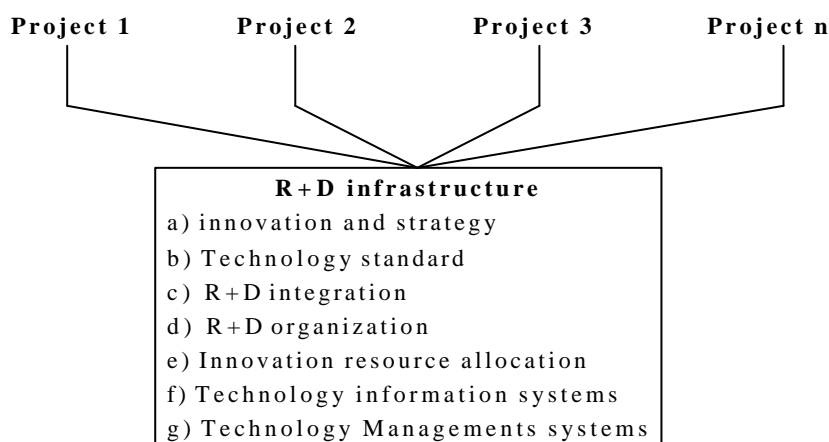 Project 1 Project 2 Project 3 Project n
R+D infrastructure
a) innovation and strategy
b) Technology standard
c) R+D integration
d) R+D organization
e) Innovation resource allocation
f) Technology information systems
g) Technology Managements systems